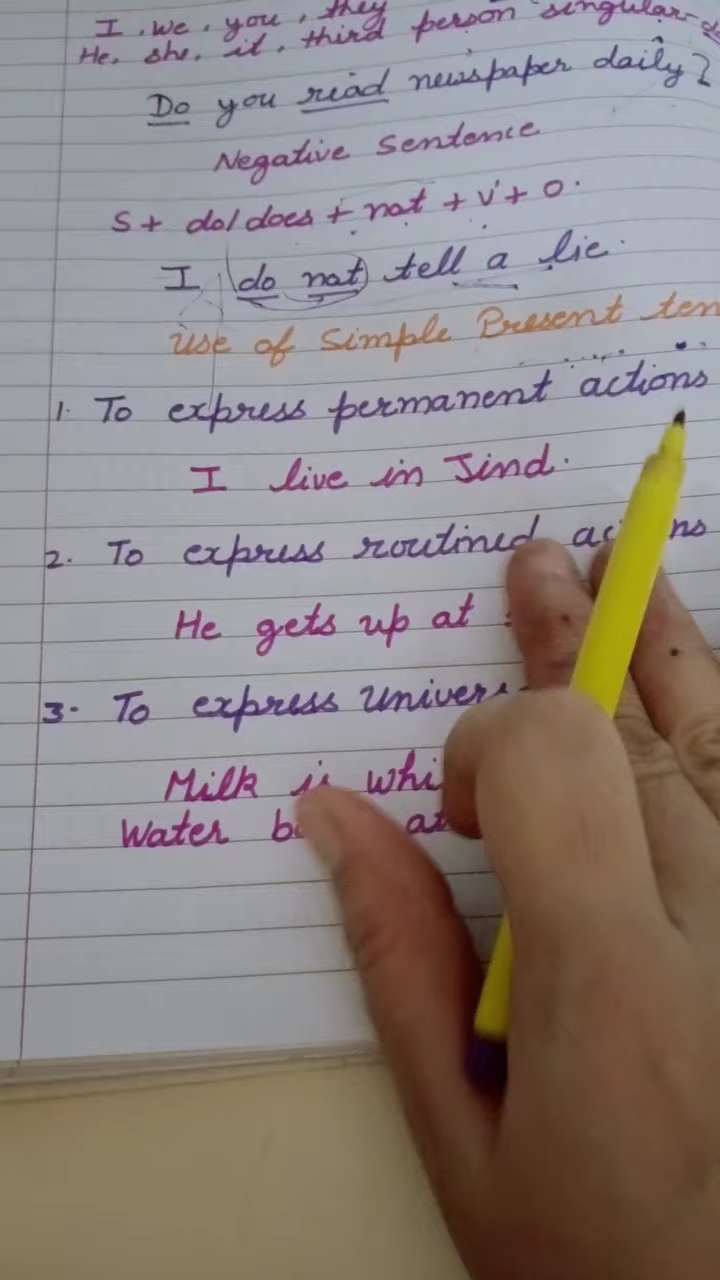 I, we, you, they
He, she, it, third person singular-
Do you read newspaper daily?
Negative Sentence
S + do/does + not + V¹ + O.
I do not tell a lie.
Use of Simple Present
1. To express permanent actions
I live in Jind.
2. To express routined
He gets up at
3. To express
Milk is
Water